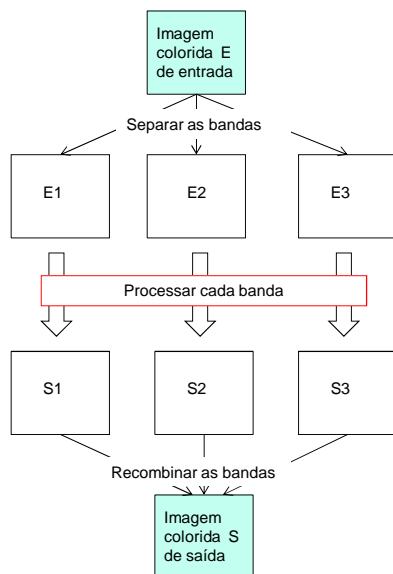 Imagem
colorida E
de entrada
Separar as bandas
E1
E2
E3
Processar cada banda
S1
S2
S3
Recombinar as bandas
Imagem
colorida S
de saída